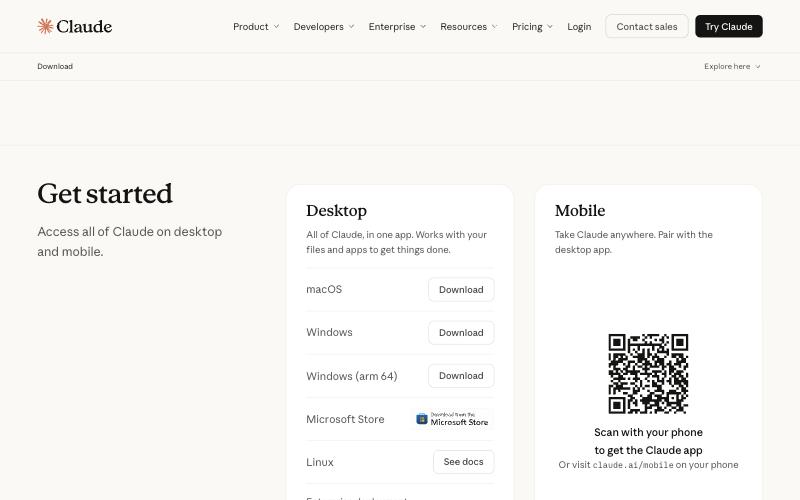 Claude
Product
Developers
Enterprise
Resources
Pricing
Login
Contact sales
Try Claude
Download
Explore here
Get started
Access all of Claude on desktop
and mobile.
Desktop
All of Claude, in one app. Works with your
files and apps to get things done.
macOS
Download
Windows
Download
Windows (arm 64)
Download
Microsoft Store
Download from the
Microsoft Store
Linux
See docs
Mobile
Take Claude anywhere. Pair with the
desktop app.
Scan with your phone
to get the Claude app
Or visit claude.ai/mobile on your phone